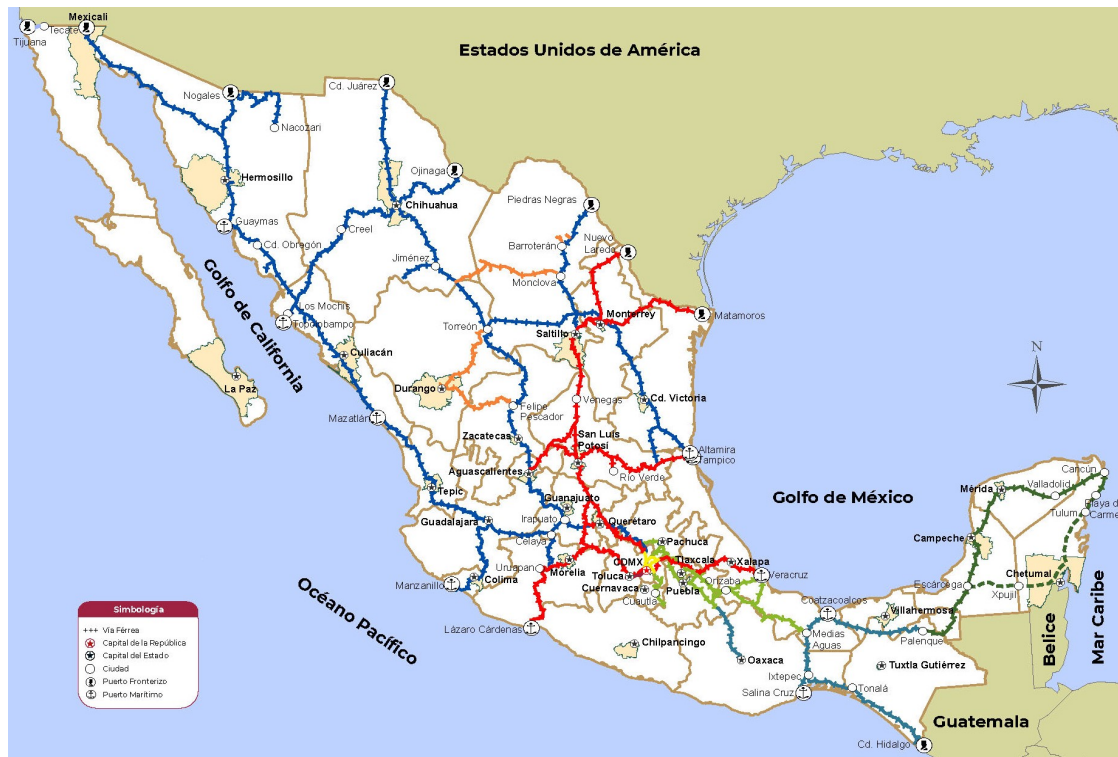 Mexicali
Tijuana
Tecate
Estados Unidos de América
Nogales
Cd. Juárez
Nacozari
Hermosillo
Ojinaga
Chihuahua
Piedras Negras
Guaymas
Creel
Cd. Obregón
Barroterán
Nuevo
Laredo
Jiménez
Monclova
Golfo de California
Los Mochis
Topolobampo
Monterrey
Matamoros
Torreón
Saltillo
Culiacán
La Paz
Durango
N
Venegas
Cd. Victoria
Felipe
Pescador
Mazatlán
Zacatecas
San Luis
Potosí
Altamira
Tampico
Aguascalientes
Río Verde
Cancún
Tepic
Guanajuato
Golfo de México
Mérida
Valladolid
Playa del
Carmen
Tulum
Guadalajara
Irapuato
Querétaro
Celaya
Pachuca
Campeche
Uruapan
Morelia
CDMX
Tlaxcala
Xalapa
Manzanillo
Colima
Toluca
Veracruz
Cuernavaca
Puebla
Orizaba
Cuautla
Escárcega
Xpujil
Chetumal
Océano Pacífico
Coatzacoalcos
Villahermosa
Lázaro Cárdenas
Medias
Aguas
Palenque
Chilpancingo
Oaxaca
Belice
Mar Caribe
Tuxtla Gutiérrez
Ixtepec
Salina Cruz
Tonalá
Guatemala
Cd. Hidalgo
Simbología
Vía Férrea
Capital de la República
Capital del Estado
Ciudad
Puerto Fronterizo
Puerto Marítimo